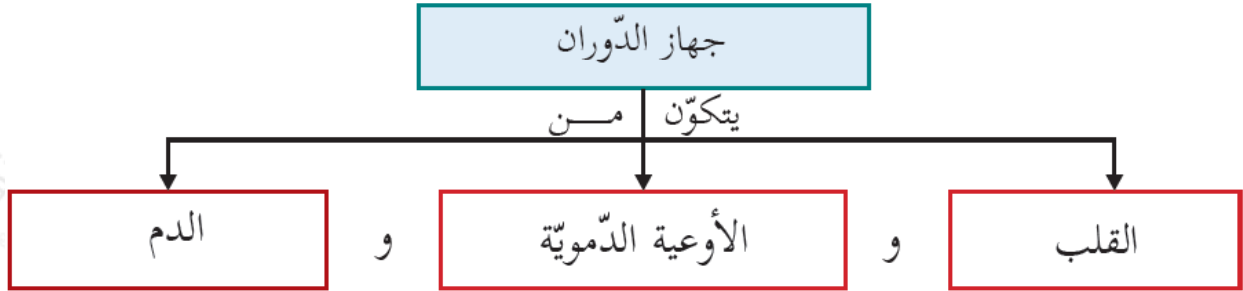 جهاز الدّوران
يتكوّن مـــن
القلب و الأوعية الدّمويّة و الدم